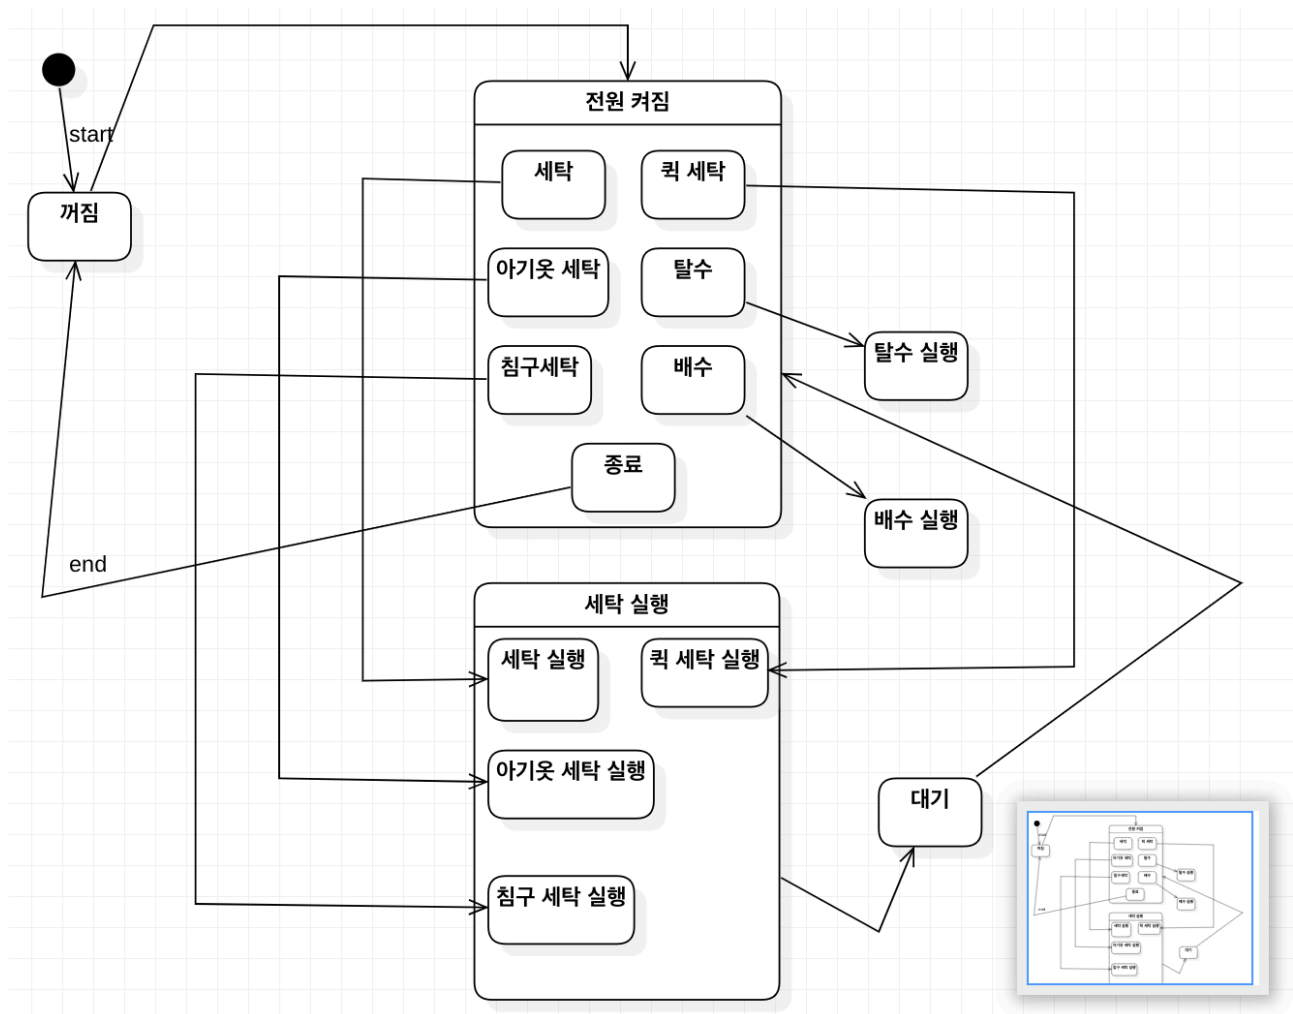 start
꺼짐
전원 켜짐
세탁
퀵 세탁
아기옷 세탁
탈수
침구세탁
배수
종료
탈수 실행
배수 실행
end
세탁 실행
세탁 실행
퀵 세탁 실행
아기옷 세탁 실행
침구 세탁 실행
대기